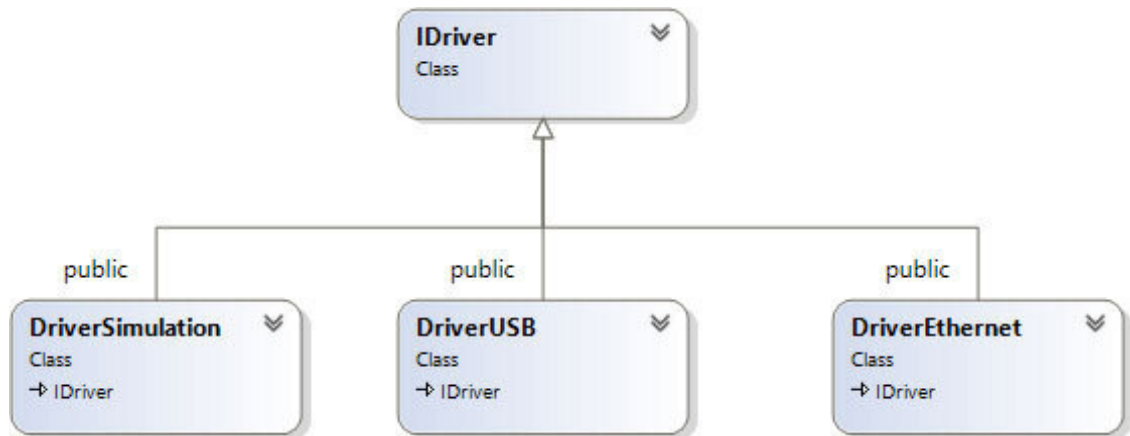 IDriver
Class
public
public
public
DriverSimulation
Class
IDriver
DriverUSB
Class
IDriver
DriverEthernet
Class
IDriver